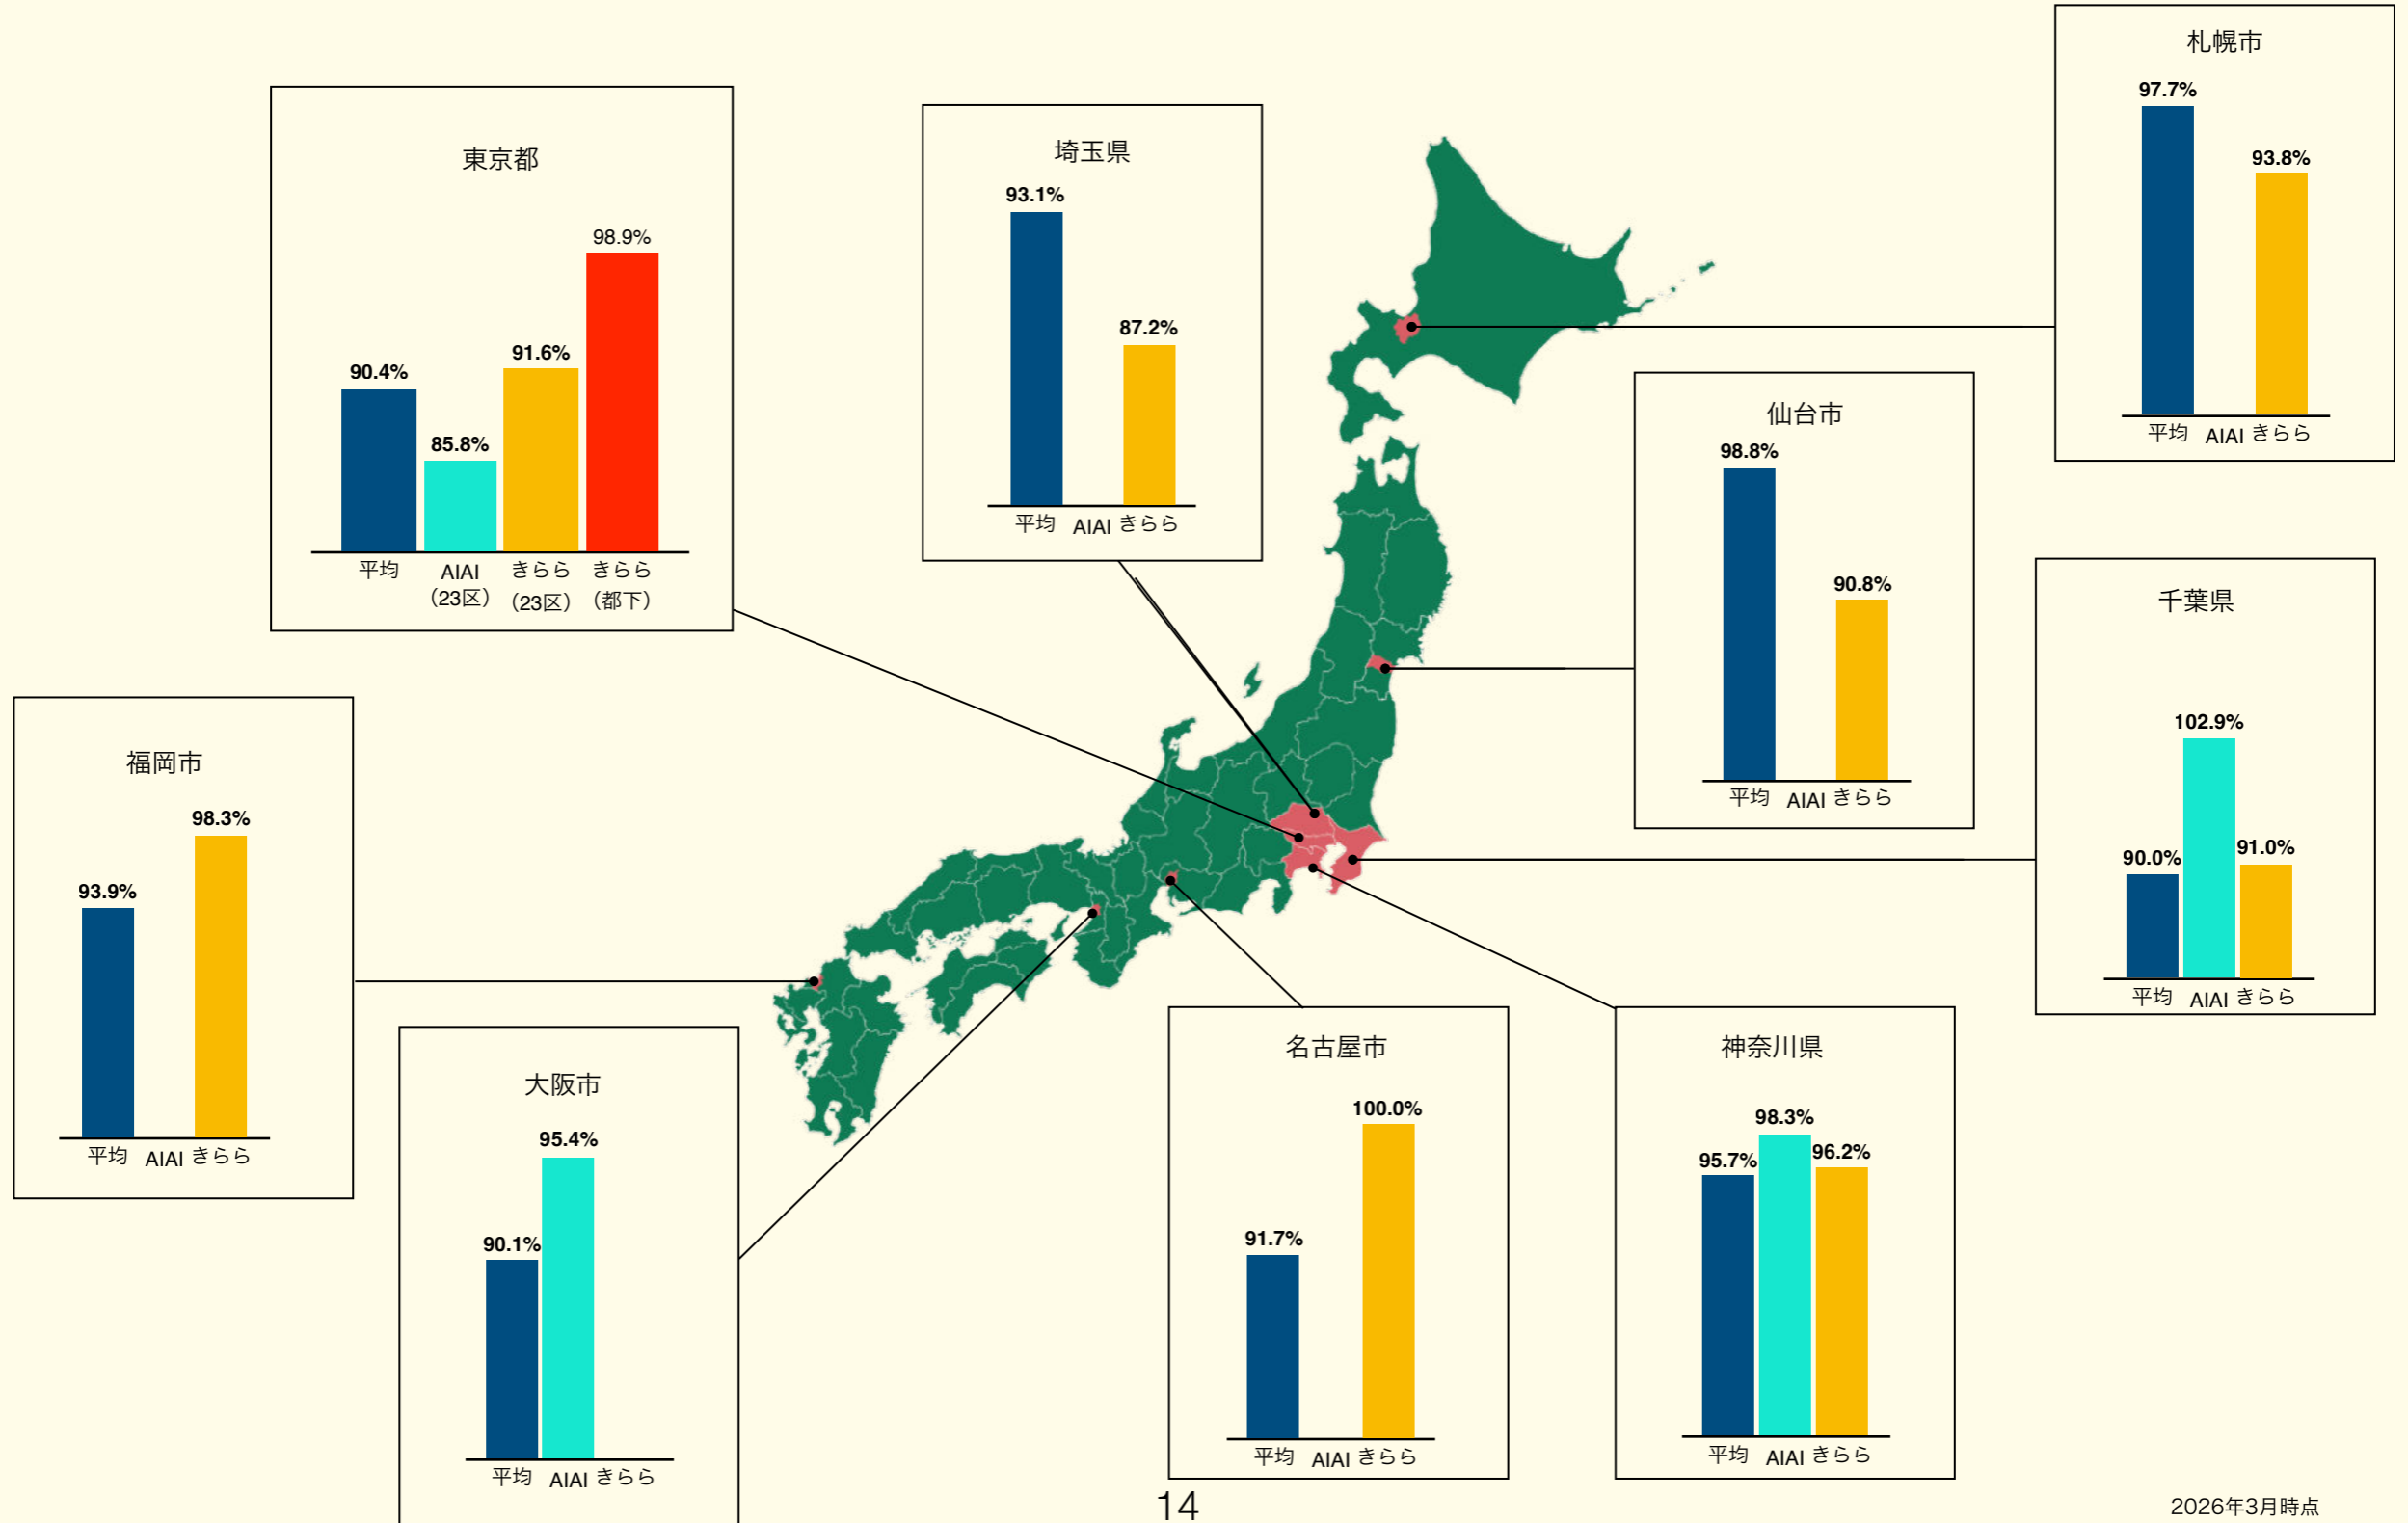 札幌市
97.7%
93.8%
平均 AIAI きらら
東京都
98.9%
91.6%
90.4%
85.8%
平均 AIAI きらら きらら
(23区) (23区) (都下)
埼玉県
93.1%
87.2%
平均 AIAI きらら
仙台市
98.8%
90.8%
平均 AIAI きらら
千葉県
102.9%
90.0% 91.0%
平均 AIAI きらら
福岡市
98.3%
93.9%
平均 AIAI きらら
大阪市
95.4%
90.1%
平均 AIAI きらら
名古屋市
100.0%
91.7%
平均 AIAI きらら
神奈川県
98.3%
95.7% 96.2%
平均 AIAI きらら
14
2026年3月時点